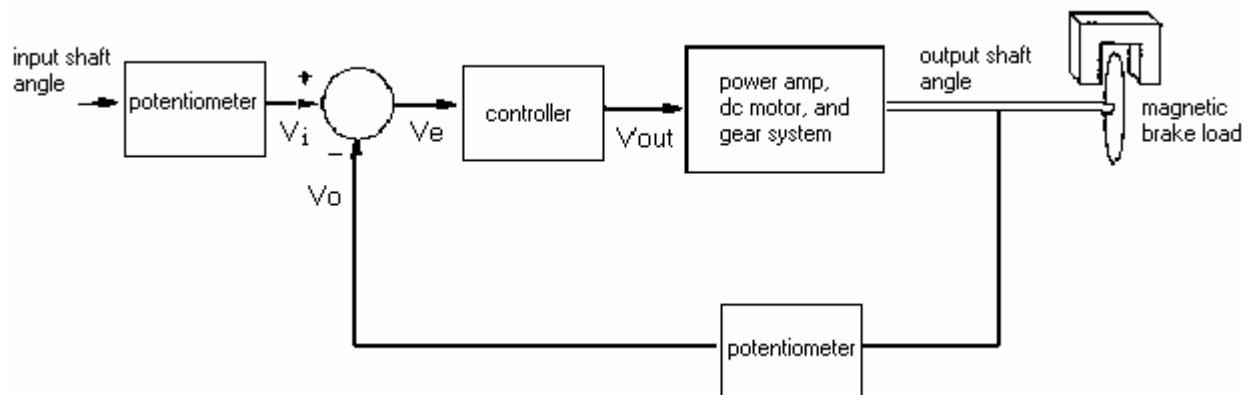 input shaft
angle
potentiometer
+
Vi
−
Vo
Ve
controller
Vout
power amp,
dc motor, and
gear system
output shaft
angle
magnetic
brake load
potentiometer